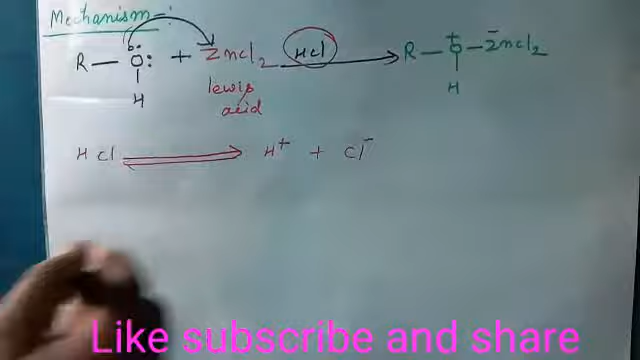 Mechanism -:
R — Ö: + ZnCl2 HCl → R — O⁺ — Z̄nCl2
H H
lewis
acid
HCl ⇌ H⁺ + Cl⁻
Like subscribe and share